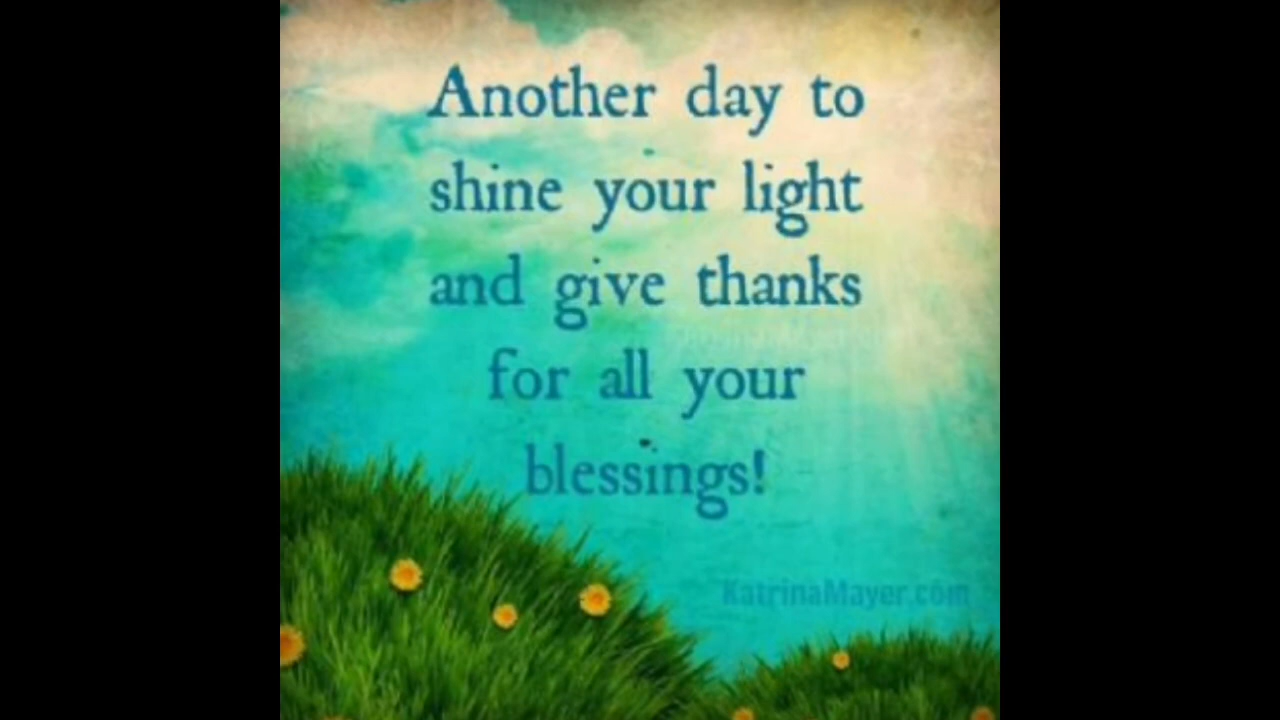 Another day to
shine your light
and give thanks
for all your
blessings!
KatrinaMayer.com